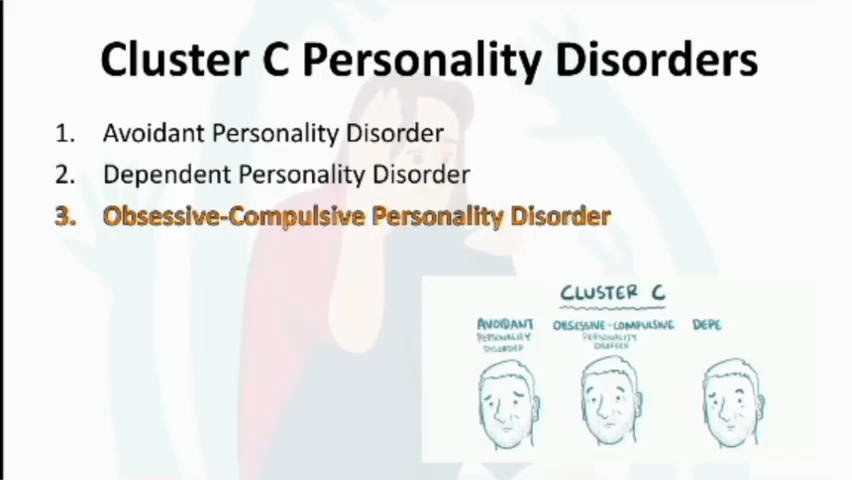 Cluster C Personality Disorders
1. Avoidant Personality Disorder
2. Dependent Personality Disorder
3. Obsessive-Compulsive Personality Disorder
CLUSTER C
AVOIDANT OBSESSIVE-COMPULSIVE DEPE
PERSONALITY PERSONALITY
DISORDER DISORDER